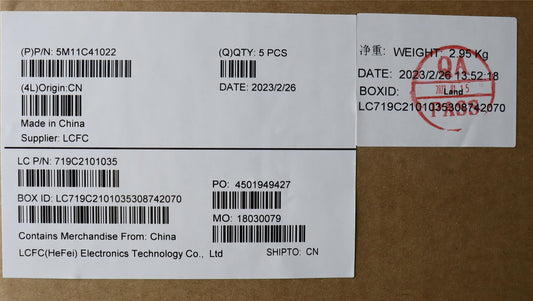 (P)P/N: 5M11C41022
(Q)QTY: 5 PCS
(4L)Origin:CN
DATE: 2023/2/26
Made in China
Supplier: LCFC
LC P/N: 719C2101035
BOX ID: LC719C2101035308742070
PO: 4501949427
MO: 18030079
Contains Merchandise From: China
LCFC(HeFei) Electronics Technology Co., Ltd
SHIPTO: CN
净重: WEIGHT: 2.95 Kg
DATE: 2023/2/26 13:52:18
BOXID: Land
LC719C2101035308742070
QA
PASS